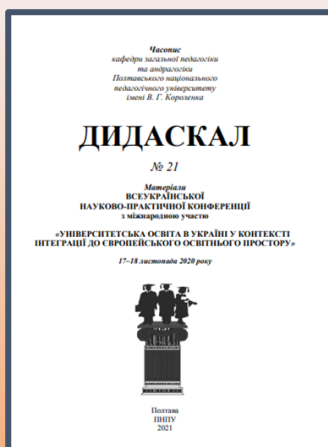 Часопис
кафедри загальної педагогіки
та андрагогіки
Полтавського національного
педагогічного університету
імені В. Г. Короленка
ДИДАСКАЛ
№ 21
Матеріали
ВСЕУКРАЇНСЬКОЇ
НАУКОВО-ПРАКТИЧНОЇ КОНФЕРЕНЦІЇ
з міжнародною участю
«УНІВЕРСИТЕТСЬКА ОСВІТА В УКРАЇНІ У КОНТЕКСТІ
ІНТЕГРАЦІЇ ДО ЄВРОПЕЙСЬКОГО ОСВІТНЬОГО ПРОСТОРУ»
17–18 листопада 2020 року
Полтава
ПНПУ
2021